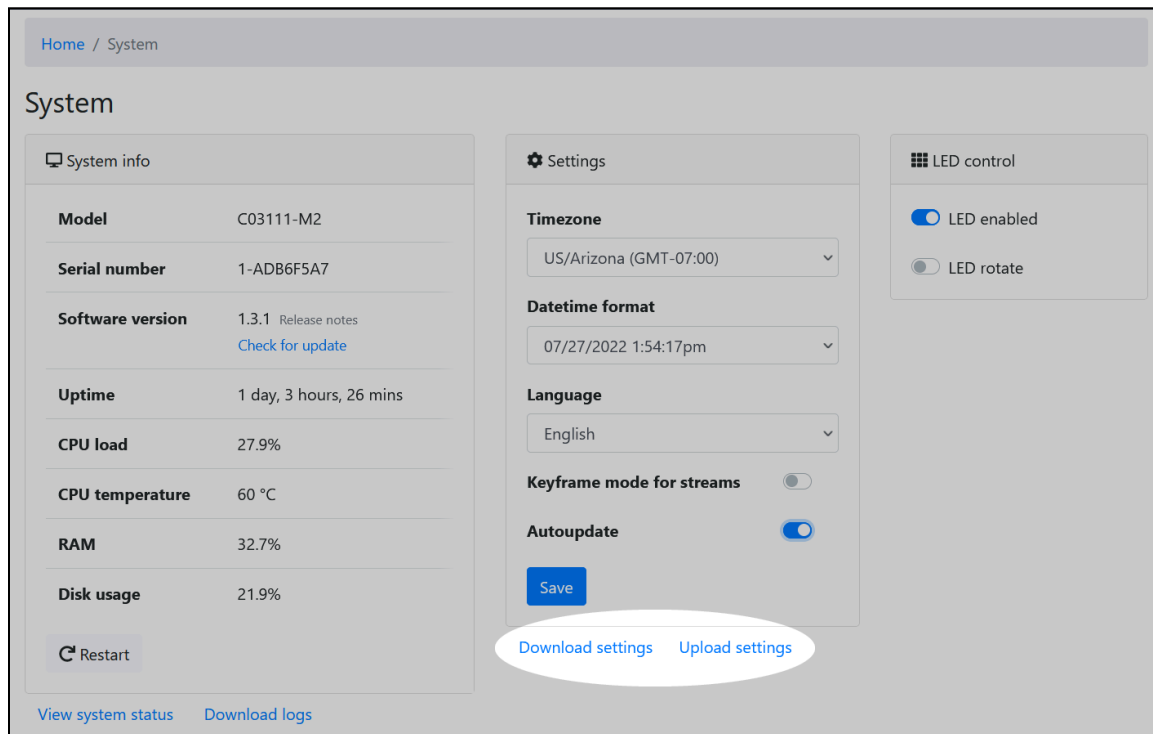 Home / System
System
System info
Model C03111-M2
Serial number 1-ADB6F5A7
Software version 1.3.1 Release notes
Check for update
Uptime 1 day, 3 hours, 26 mins
CPU load 27.9%
CPU temperature 60 °C
RAM 32.7%
Disk usage 21.9%
Restart
View system status Download logs
Settings
Timezone
US/Arizona (GMT-07:00)
Datetime format
07/27/2022 1:54:17pm
Language
English
Keyframe mode for streams
Autoupdate
Save
Download settings Upload settings
LED control
LED enabled
LED rotate